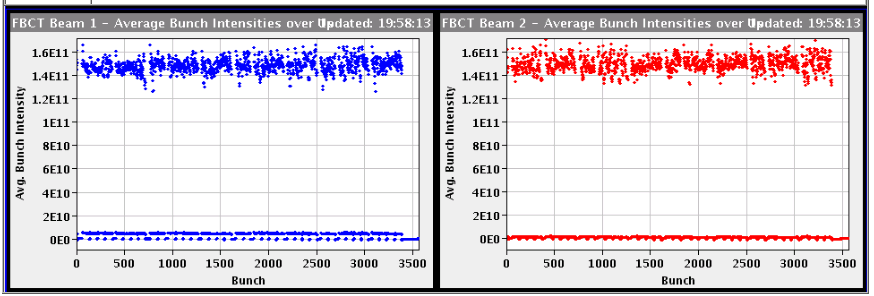 FBCT Beam 1 - Average Bunch Intensities over Updated: 19:58:13
1.6E11
1.4E11
1.2E11
1E11
8E10
6E10
4E10
2E10
0E0
Avg. Bunch Intensity
0 500 1000 1500 2000 2500 3000 3500
Bunch
FBCT Beam 2 - Average Bunch Intensities over Updated: 19:58:13
1.6E11
1.4E11
1.2E11
1E11
8E10
6E10
4E10
2E10
0E0
Avg. Bunch Intensity
0 500 1000 1500 2000 2500 3000 3500
Bunch